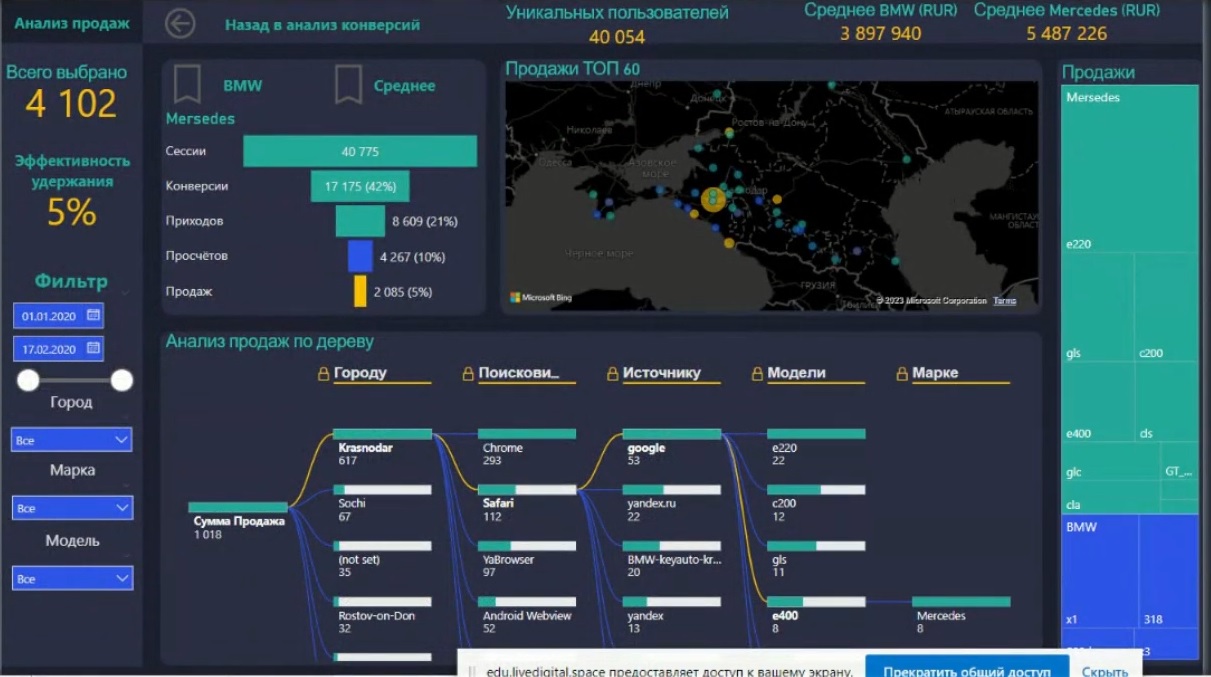 Анализ продаж
Назад в анализ конверсий
Уникальных пользователей
40 054
Среднее BMW (RUR)
3 897 940
Среднее Mercedes (RUR)
5 487 226
Всего выбрано
4 102
Эффективность
удержания
5%
Фильтр
01.01.2020
17.02.2020
Город
Все
Марка
Все
Модель
Все
BMW
Среднее
Mersedes
Сессии
40 775
Конверсии
17 175 (42%)
Приходов
8 609 (21%)
Просчётов
4 267 (10%)
Продаж
2 085 (5%)
Продажи ТОП 60
Днепр
Донецк
Николаев
Ростов-на-Дону
АТЫРАУСКАЯ ОБЛАСТЬ
Одесса
Азовское
море
МАНГИСТАУ
ОБЛАСТ
Черное море
ГРУЗИЯ
Microsoft Bing
© 2023 Microsoft Corporation Terms
Продажи
Mersedes
e220
gls
c200
e400
cls
glc
GT_...
cla
BMW
x1
318
Анализ продаж по дереву
Городу
Поискови_
Источнику
Модели
Марке
Сумма Продажа
1 018
Krasnodar
617
Sochi
67
(not set)
35
Rostov-on-Don
32
Chrome
293
Safari
112
YaBrowser
97
Android Webview
52
google
53
yandex.ru
22
BMW-keyauto-kr...
20
yandex
13
e220
22
c200
12
gls
11
e400
8
Mercedes
8
edu.livedigital.space предоставляет доступ к вашему экрану.
Прекратить общий доступ
Скрыть